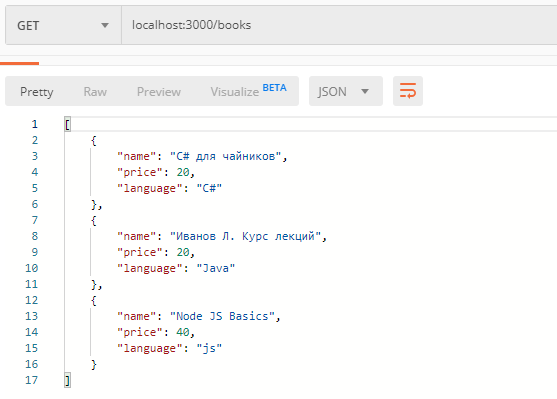 GET localhost:3000/books
Pretty Raw Preview Visualize BETA JSON
1 [
2 {
3 "name": "C# для чайников",
4 "price": 20,
5 "language": "C#"
6 },
7 {
8 "name": "Иванов Л. Курс лекций",
9 "price": 20,
10 "language": "Java"
11 },
12 {
13 "name": "Node JS Basics",
14 "price": 40,
15 "language": "js"
16 }
17 ]